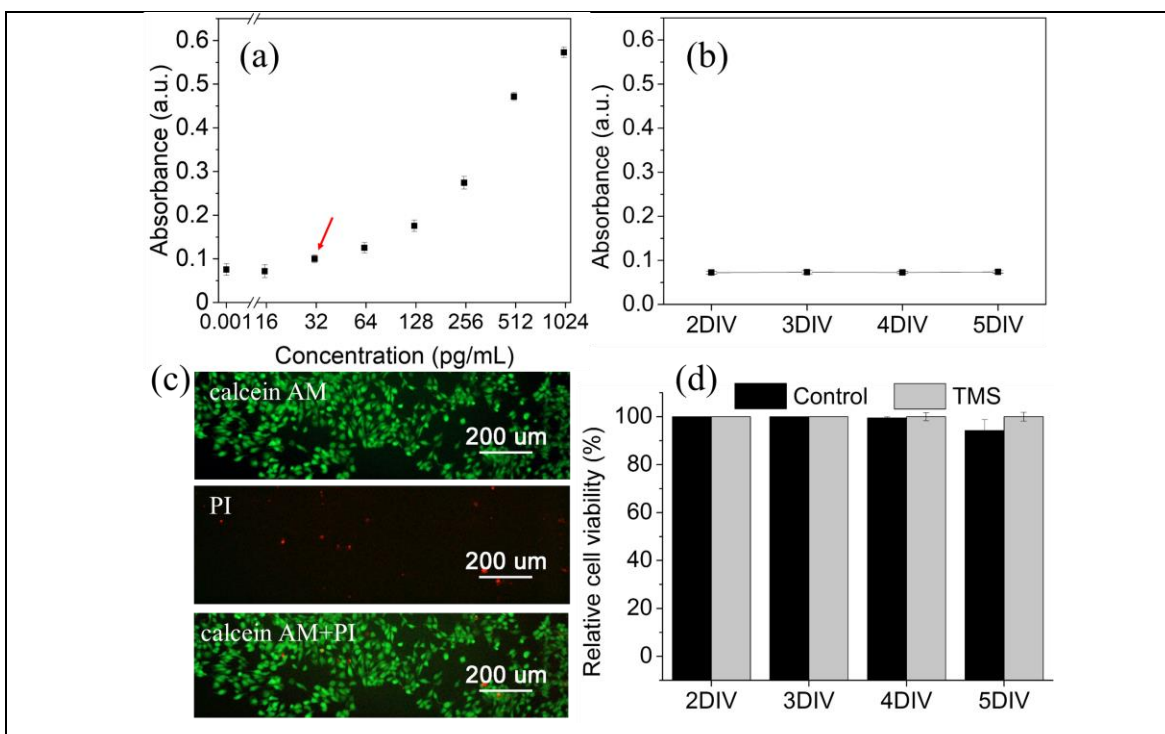 (a)
Absorbance (a.u.)
0.6
0.5
0.4
0.3
0.2
0.1
0
0.001 16 32 64 128 256 512 1024
Concentration (pg/mL)
(b)
Absorbance (a.u.)
0.6
0.5
0.4
0.3
0.2
0.1
0.0
2DIV 3DIV 4DIV 5DIV
(c)
calcein AM
200 um
PI
200 um
calcein AM+PI
200 um
(d)
Control TMS
Relative cell viability (%)
100
80
60
40
20
0
2DIV 3DIV 4DIV 5DIV